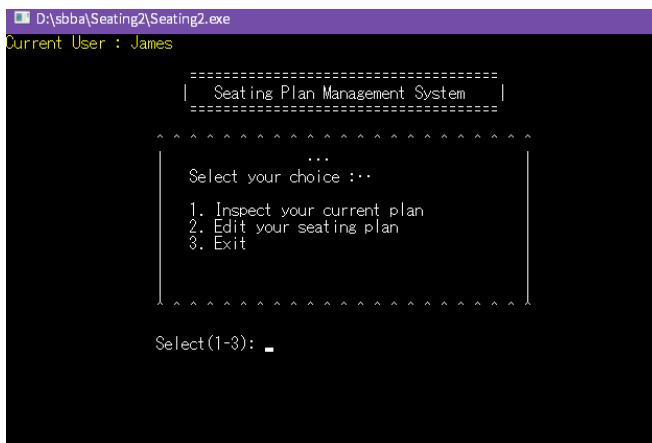 D:\sbba\Seating2\Seating2.exe
Current User : James
=====================================
| Seating Plan Management System |
=====================================
^ ^ ^ ^ ^ ^ ^ ^ ^ ^ ^ ^ ^ ^ ^ ^ ^ ^ ^ ^ ^ ^ ^
...
Select your choice :··
1. Inspect your current plan
2. Edit your seating plan
3. Exit
^ ^ ^ ^ ^ ^ ^ ^ ^ ^ ^ ^ ^ ^ ^ ^ ^ ^ ^ ^ ^ ^ ^
Select(1-3): _